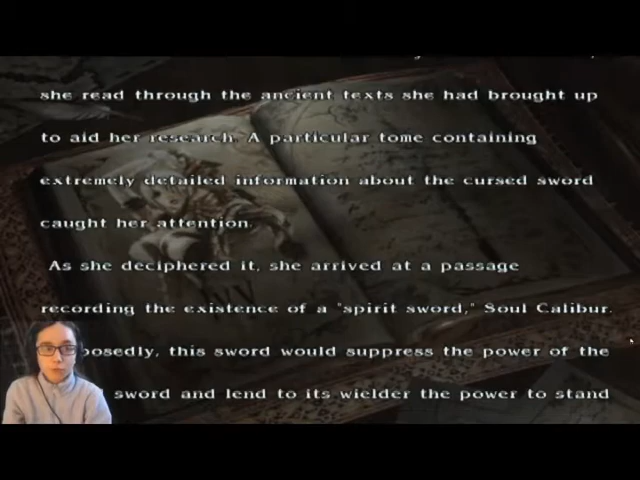 she read through the ancient texts she had brought up
to aid her research. A particular tome containing
extremely detailed information about the cursed sword
caught her attention.
As she deciphered it, she arrived at a passage
recording the existence of a "spirit sword," Soul Calibur.
posedly, this sword would suppress the power of the
sword and lend to its wielder the power to stand